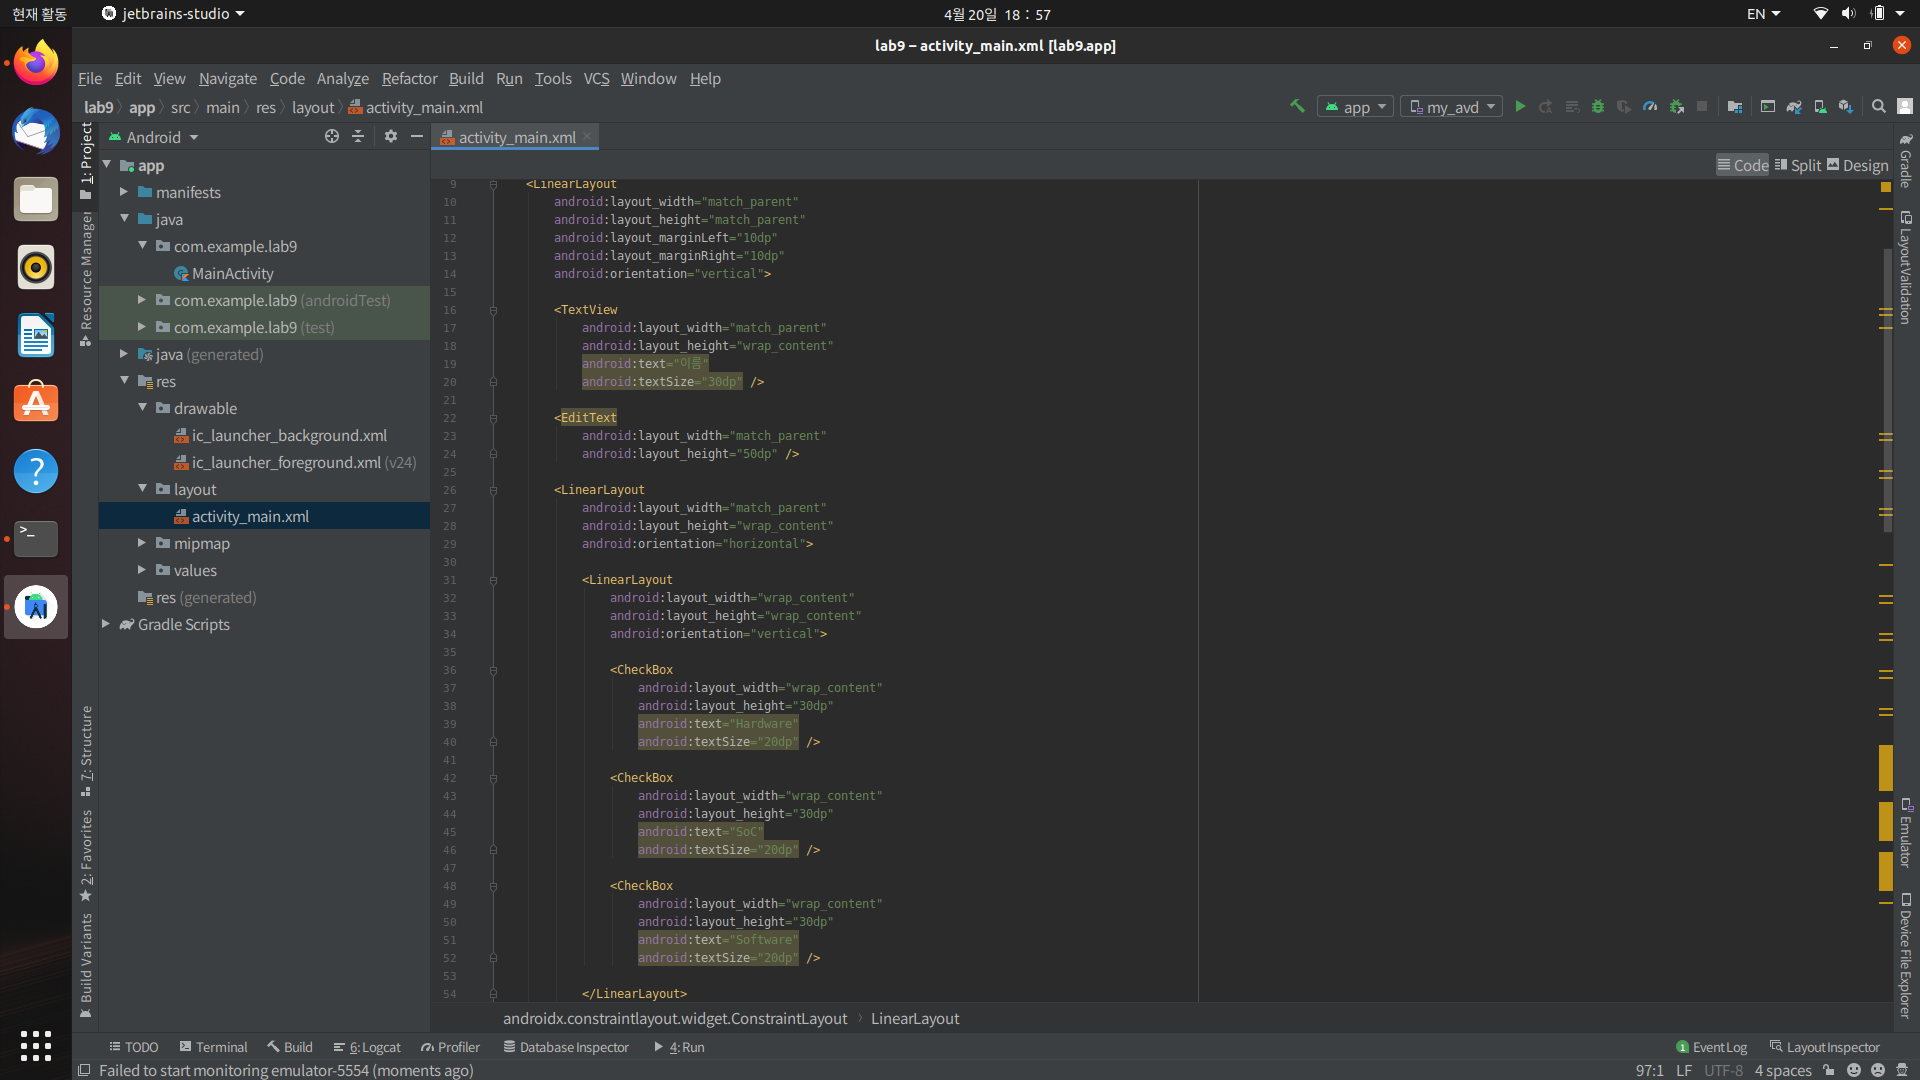 현재 활동
jetbrains-studio
4월 20일 18 : 57
EN
lab9 – activity_main.xml [lab9.app]
File Edit View Navigate Code Analyze Refactor Build Run Tools VCS Window Help
lab9 app src main res layout activity_main.xml
app
my_avd
1: Project
Resource Manager
7: Structure
2: Favorites
Build Variants
Android
app
manifests
java
com.example.lab9
MainActivity
com.example.lab9 (androidTest)
com.example.lab9 (test)
java (generated)
res
drawable
ic_launcher_background.xml
ic_launcher_foreground.xml (v24)
layout
activity_main.xml
mipmap
values
res (generated)
Gradle Scripts
activity_main.xml
Code Split Design
9 <LinearLayout
10 android:layout_width="match_parent"
11 android:layout_height="match_parent"
12 android:layout_marginLeft="10dp"
13 android:layout_marginRight="10dp"
14 android:orientation="vertical">
15
16 <TextView
17 android:layout_width="match_parent"
18 android:layout_height="wrap_content"
19 android:text="이름"
20 android:textSize="30dp" />
21
22 <EditText
23 android:layout_width="match_parent"
24 android:layout_height="50dp" />
25
26 <LinearLayout
27 android:layout_width="match_parent"
28 android:layout_height="wrap_content"
29 android:orientation="horizontal">
30
31 <LinearLayout
32 android:layout_width="wrap_content"
33 android:layout_height="wrap_content"
34 android:orientation="vertical">
35
36 <CheckBox
37 android:layout_width="wrap_content"
38 android:layout_height="30dp"
39 android:text="Hardware"
40 android:textSize="20dp" />
41
42 <CheckBox
43 android:layout_width="wrap_content"
44 android:layout_height="30dp"
45 android:text="SoC"
46 android:textSize="20dp" />
47
48 <CheckBox
49 android:layout_width="wrap_content"
50 android:layout_height="30dp"
51 android:text="Software"
52 android:textSize="20dp" />
53
54 </LinearLayout>
Gradle
Layout Validation
Emulator
Device File Explorer
androidx.constraintlayout.widget.ConstraintLayout LinearLayout
TODO Terminal Build 6: Logcat Profiler Database Inspector 4: Run
1 Event Log Layout Inspector
Failed to start monitoring emulator-5554 (moments ago)
97:1 LF UTF-8 4 spaces